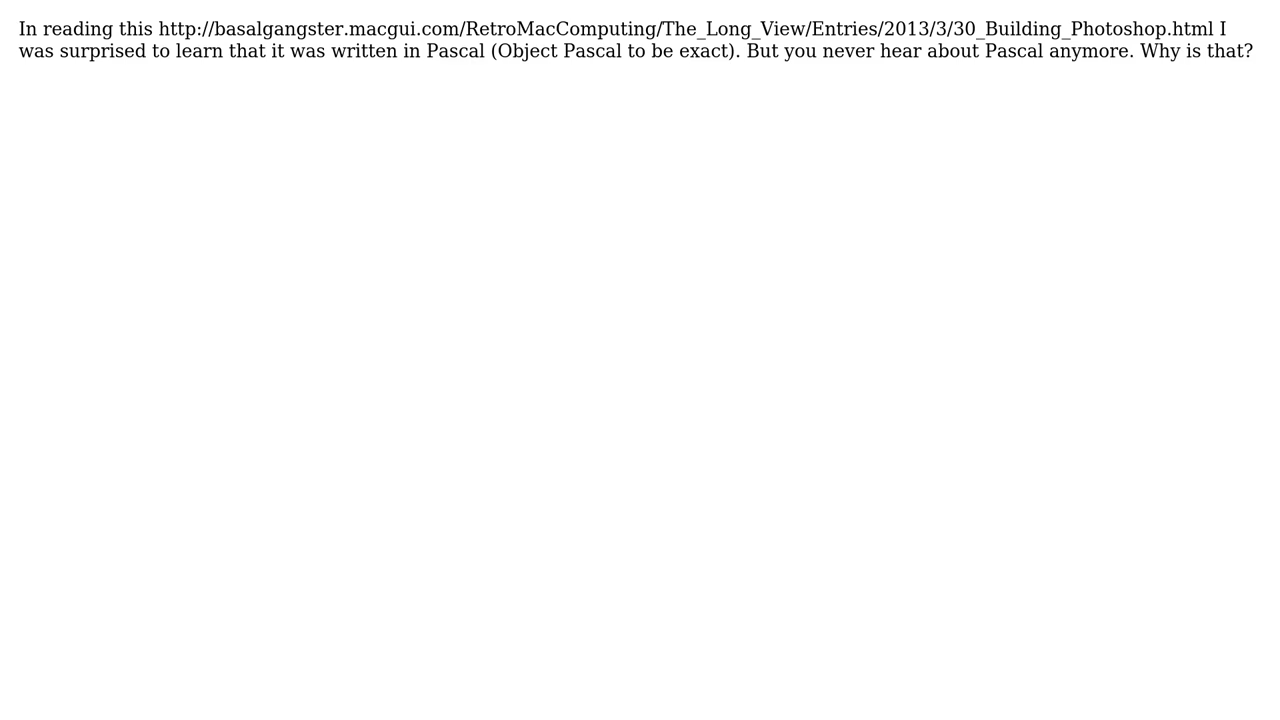 In reading this http://basalgangster.macgui.com/RetroMacComputing/The_Long_View/Entries/2013/3/30_Building_Photoshop.html I
was surprised to learn that it was written in Pascal (Object Pascal to be exact). But you never hear about Pascal anymore. Why is that?